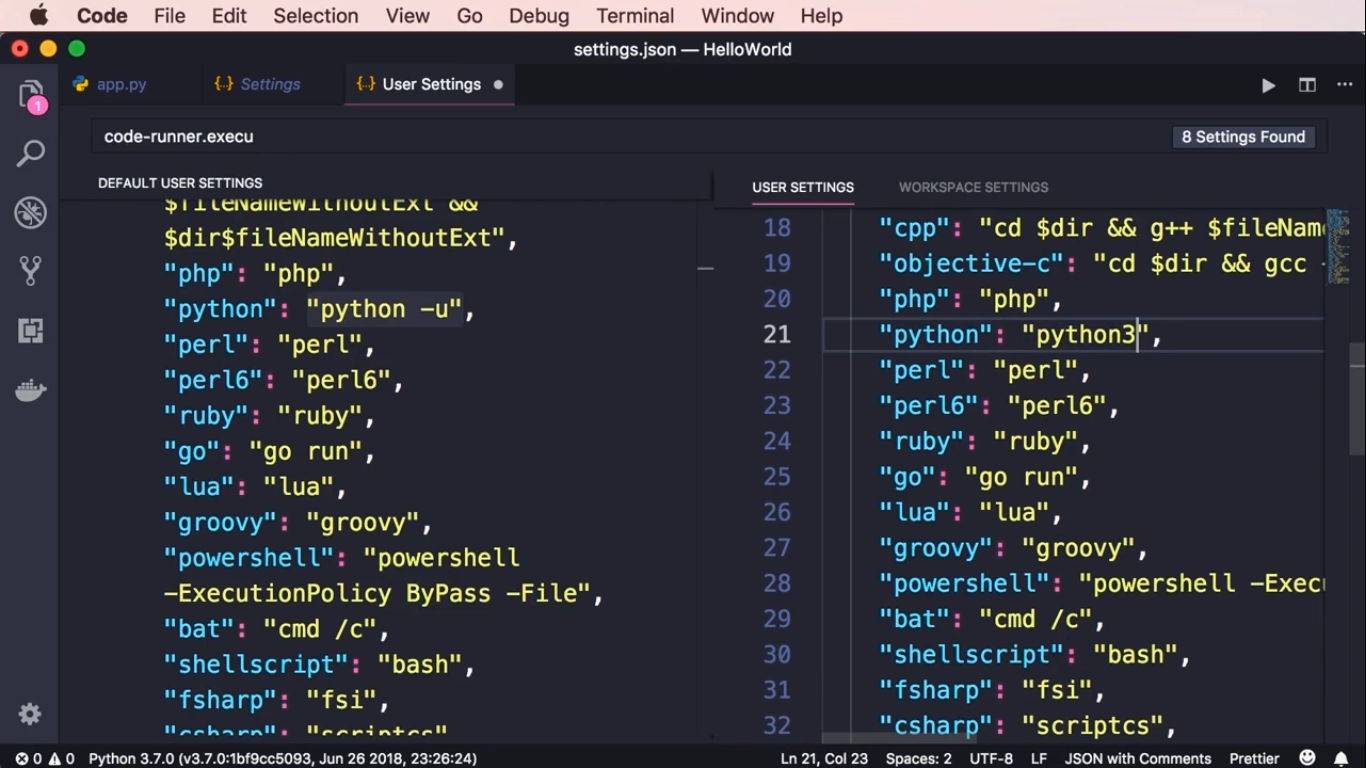 Code File Edit Selection View Go Debug Terminal Window Help
settings.json — HelloWorld
app.py {..} Settings {..} User Settings
1
code-runner.execu 8 Settings Found
DEFAULT USER SETTINGS
$fileNameWithoutExt &&
$dir$fileNameWithoutExt",
"php": "php",
"python": "python -u",
"perl": "perl",
"perl6": "perl6",
"ruby": "ruby",
"go": "go run",
"lua": "lua",
"groovy": "groovy",
"powershell": "powershell
-ExecutionPolicy ByPass -File",
"bat": "cmd /c",
"shellscript": "bash",
"fsharp": "fsi",
"csharp": "scriptcs"
USER SETTINGS WORKSPACE SETTINGS
18 "cpp": "cd $dir && g++ $fileNam
19 "objective-c": "cd $dir && gcc
20 "php": "php",
21 "python": "python3",
22 "perl": "perl",
23 "perl6": "perl6",
24 "ruby": "ruby",
25 "go": "go run",
26 "lua": "lua",
27 "groovy": "groovy",
28 "powershell": "powershell -Exec
29 "bat": "cmd /c",
30 "shellscript": "bash",
31 "fsharp": "fsi",
32 "csharp": "scriptcs",
0 0 Python 3.7.0 (v3.7.0:1bf9cc5093, Jun 26 2018, 23:26:24) Ln 21, Col 23 Spaces: 2 UTF-8 LF JSON with Comments Prettier